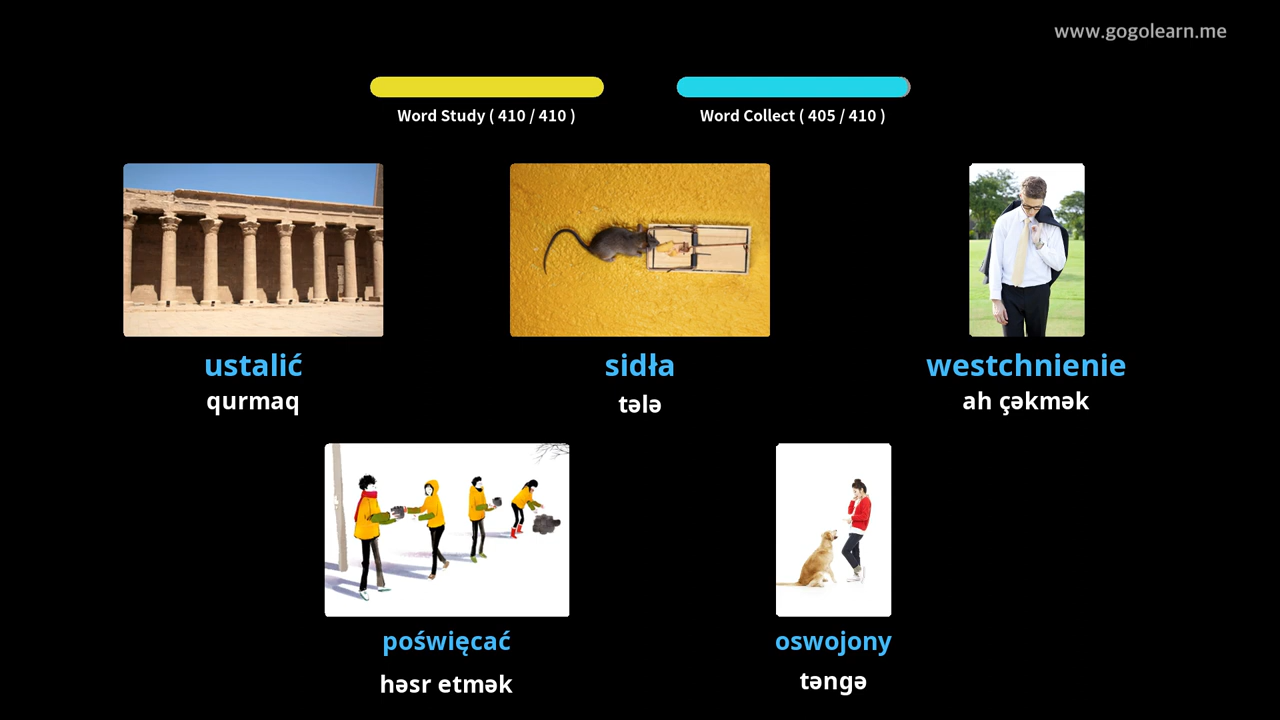 www.gogolearn.me
Word Study ( 410 / 410 )
Word Collect ( 405 / 410 )
ustalić
qurmaq
sidła
tələ
westchnienie
ah çəkmək
poświęcać
həsr etmək
oswojony
təngə